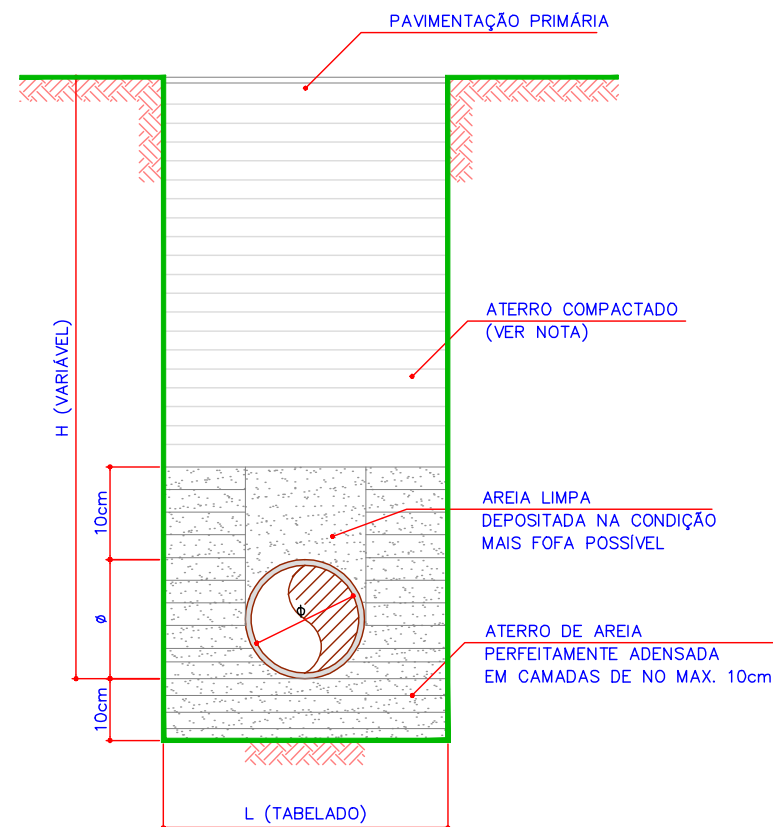 PAVIMENTAÇÃO PRIMÁRIA
ATERRO COMPACTADO
(VER NOTA)
H (VARIÁVEL)
10cm
AREIA LIMPA
DEPOSITADA NA CONDIÇÃO
MAIS FOFA POSSÍVEL
ø
ϕ
ATERRO DE AREIA
PERFEITAMENTE ADENSADA
EM CAMADAS DE NO MAX. 10cm
10cm
L (TABELADO)